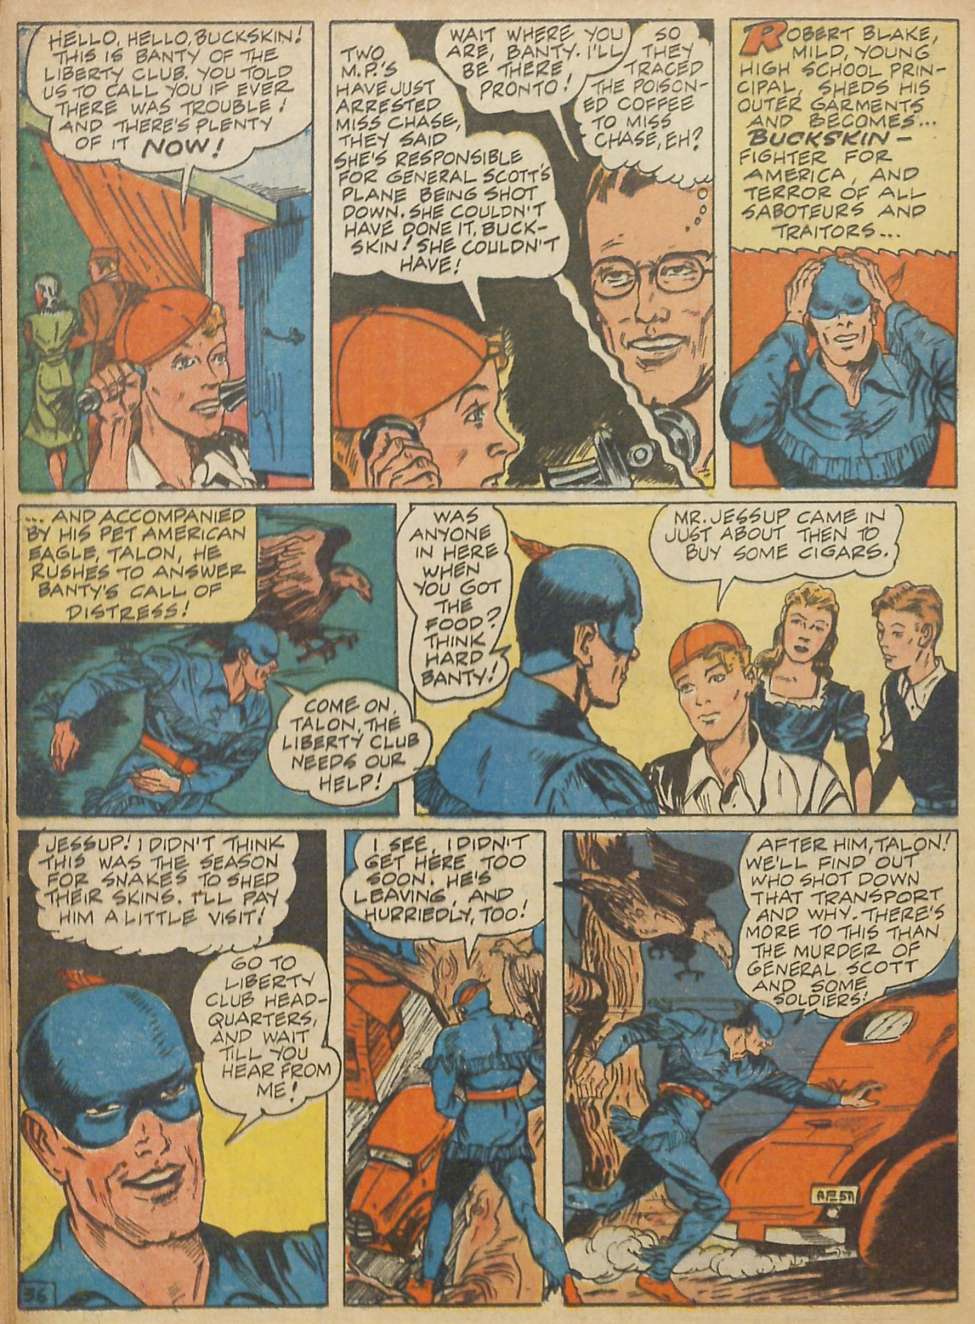 HELLO, HELLO, BUCKSKIN!
THIS IS BANTY OF THE
LIBERTY CLUB. YOU TOLD
US TO CALL YOU IF EVER
THERE WAS TROUBLE!
AND THERE'S PLENTY
OF IT NOW!
TWO
M.P.'S
HAVE JUST
ARRESTED
MISS CHASE,
THEY SAID
SHE'S RESPONSIBLE
FOR GENERAL SCOTT'S
PLANE BEING SHOT
DOWN. SHE COULDN'T
HAVE DONE IT, BUCK-
SKIN! SHE COULDN'T
HAVE!
WAIT WHERE YOU
ARE, BANTY. I'LL
BE THERE
PRONTO!
SO
THEY
TRACED
THE POISON-
ED COFFEE
TO MISS
CHASE, EH?
ROBERT BLAKE,
MILD, YOUNG
HIGH SCHOOL PRIN-
CIPAL, SHEDS HIS
OUTER GARMENTS
AND BECOMES...
BUCKSKIN-
FIGHTER FOR
AMERICA, AND
TERROR OF ALL
SABOTEURS AND
TRAITORS...
... AND ACCOMPANIED
BY HIS PET AMERICAN
EAGLE, TALON, HE
RUSHES TO ANSWER
BANTY'S CALL OF
DISTRESS!
COME ON,
TALON, THE
LIBERTY CLUB
NEEDS OUR
HELP!
WAS
ANYONE
IN HERE
WHEN
YOU GOT
THE
FOOD?
THINK
HARD
BANTY!
MR. JESSUP CAME IN
JUST ABOUT THEN TO
BUY SOME CIGARS.
JESSUP! I DIDN'T THINK
THIS WAS THE SEASON
FOR SNAKES TO SHED
THEIR SKINS. I'LL PAY
HIM A LITTLE VISIT!
GO TO
LIBERTY
CLUB HEAD-
QUARTERS,
AND WAIT
TILL YOU
HEAR FROM
ME!
I SEE, I DIDN'T
GET HERE TOO
SOON. HE'S
LEAVING, AND
HURRIEDLY, TOO!
AFTER HIM, TALON!
WE'LL FIND OUT
WHO SHOT DOWN
THAT TRANSPORT
AND WHY. THERE'S
MORE TO THIS THAN
THE MURDER OF
GENERAL SCOTT
AND SOME
SOLDIERS!
36